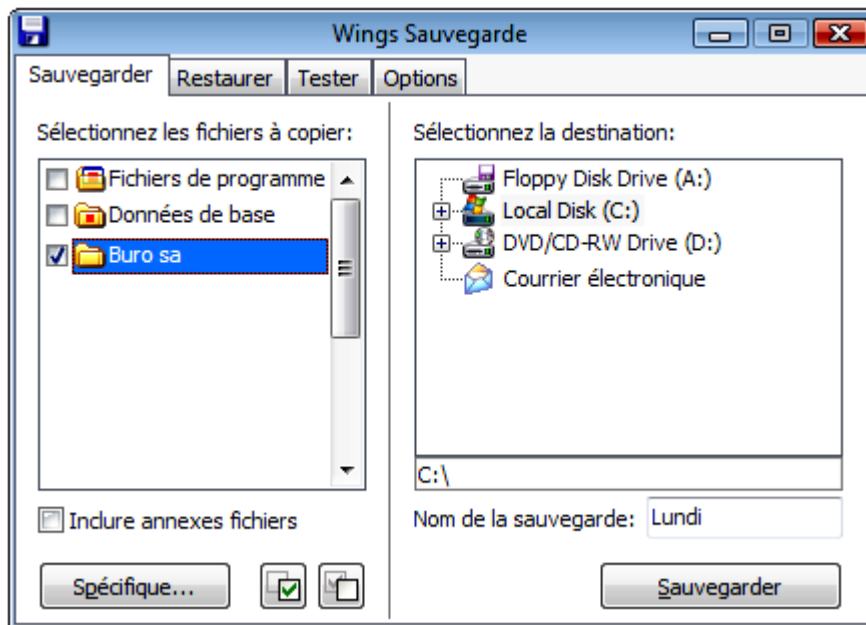 Wings Sauvegarde
Sauvegarder Restaurer Tester Options
Sélectionnez les fichiers à copier:
Fichiers de programme
Données de base
Buro sa
Inclure annexes fichiers
Spécifique...
Sélectionnez la destination:
Floppy Disk Drive (A:)
Local Disk (C:)
DVD/CD-RW Drive (D:)
Courrier électronique
C:\
Nom de la sauvegarde: Lundi
Sauvegarder